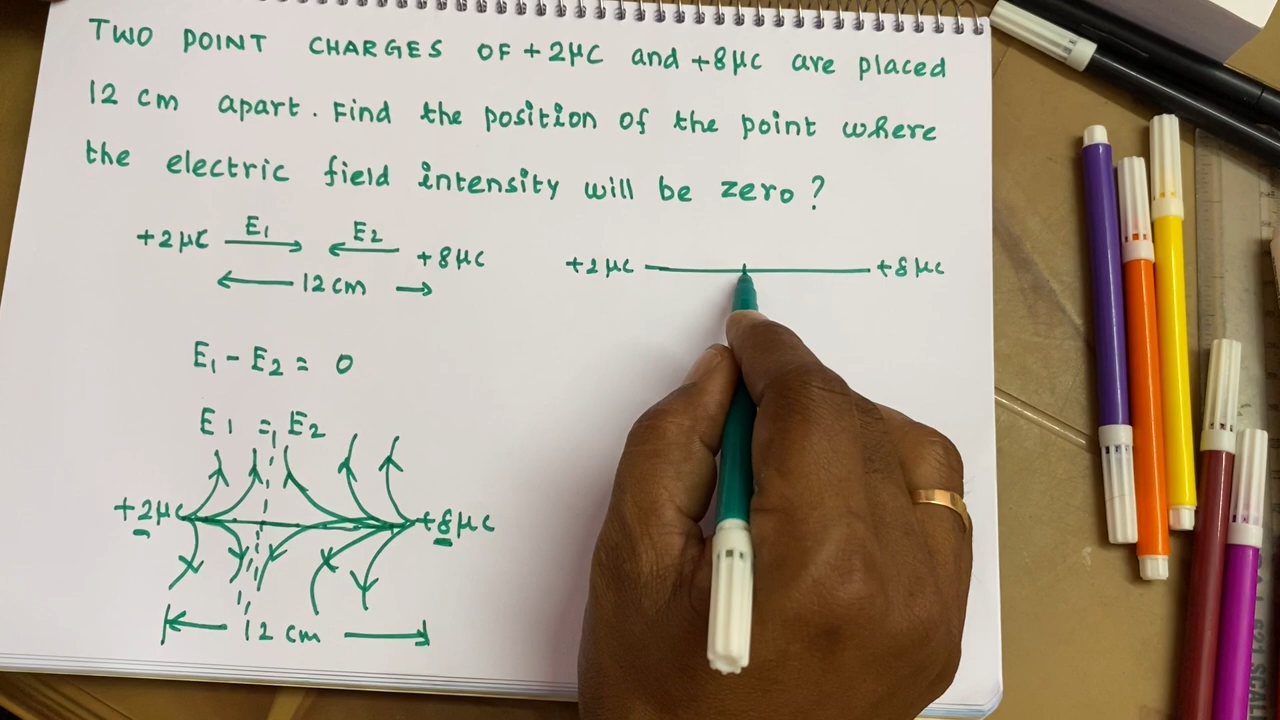 TWO POINT CHARGES OF +2μC and +8μC are placed
12 cm apart. Find the position of the point where
the electric field intensity will be zero?
+2μC E1 E2 +8μC
12 cm
+2μC +8μC
E1 - E2 = 0
E1 = E2
+2μC +8μC
12 cm